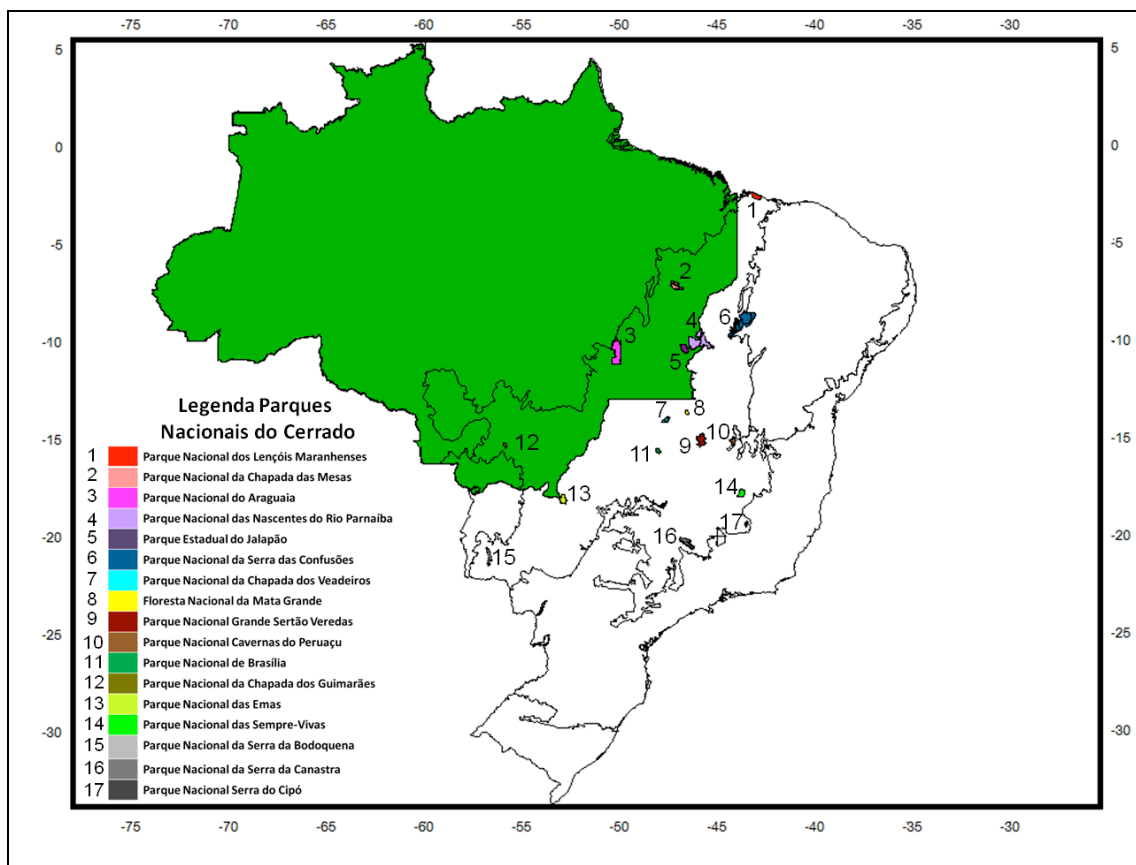 -75 -70 -65 -60 -55 -50 -45 -40 -35 -30
5 5
0 0
1
-5 -5
2
4 6
3
-10 5 -10
Legenda Parques
Nacionais do Cerrado
7 8
12 11 9 10
-15 -15
1 Parque Nacional dos Lençóis Maranhenses
2 Parque Nacional da Chapada das Mesas
3 Parque Nacional do Araguaia
4 Parque Nacional das Nascentes do Rio Parnaíba
5 Parque Estadual do Jalapão
6 Parque Nacional da Serra das Confusões
7 Parque Nacional da Chapada dos Veadeiros
8 Floresta Nacional da Mata Grande
9 Parque Nacional Grande Sertão Veredas
10 Parque Nacional Cavernas do Peruaçu
11 Parque Nacional de Brasília
12 Parque Nacional da Chapada dos Guimarães
13 Parque Nacional das Emas
14 Parque Nacional das Sempre-Vivas
15 Parque Nacional da Serra da Bodoquena
16 Parque Nacional da Serra da Canastra
17 Parque Nacional Serra do Cipó
13 14
15 16 17
-20 -20
-25 -25
-30 -30
-75 -70 -65 -60 -55 -50 -45 -40 -35 -30